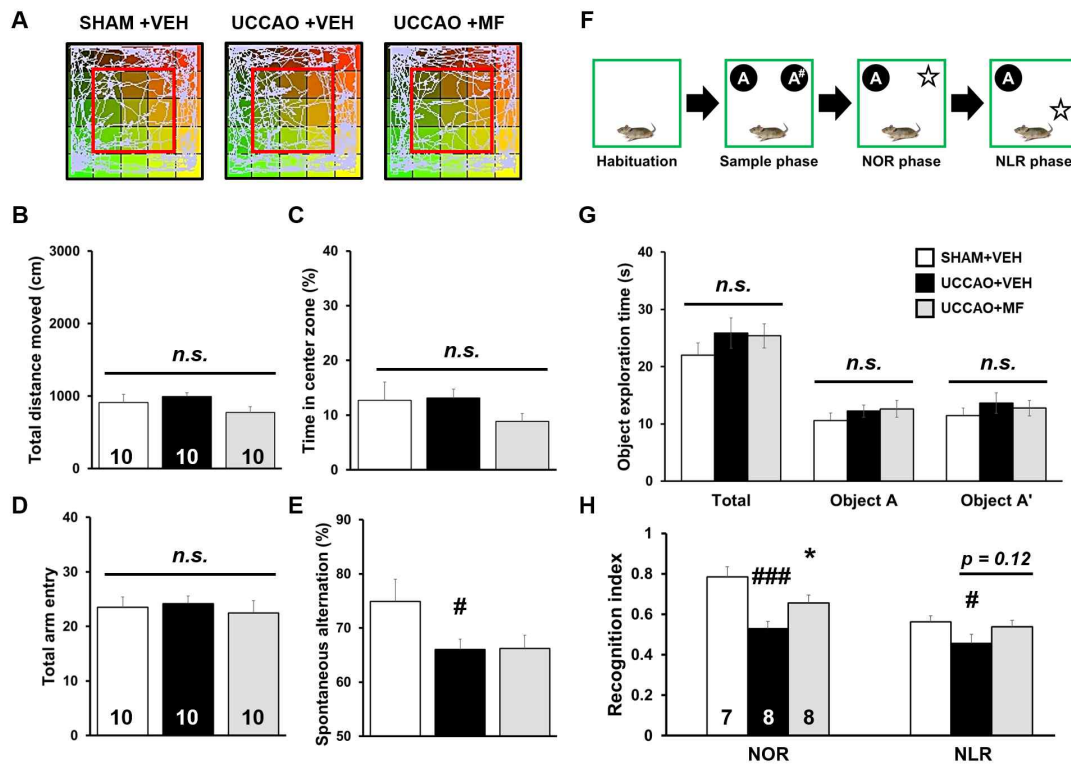 A
SHAM +VEH
UCCAO +VEH
UCCAO +MF
B
Total distance moved (cm)
3000
2000
1000
0
n.s.
10
10
10
C
Time in center zone (%)
40
30
20
10
0
n.s.
D
Total arm entry
40
30
20
10
0
n.s.
10
10
10
E
Spontaneous alternation (%)
90
80
70
60
50
#
F
A
A#
A
A
Habituation
Sample phase
NOR phase
NLR phase
G
Object exploration time (s)
40
30
20
10
0
n.s.
n.s.
n.s.
SHAM+VEH
UCCAO+VEH
UCCAO+MF
Total
Object A
Object A'
H
Recognition index
1
0.8
0.6
0.4
0.2
0
###
*
#
p = 0.12
7
8
8
NOR
NLR